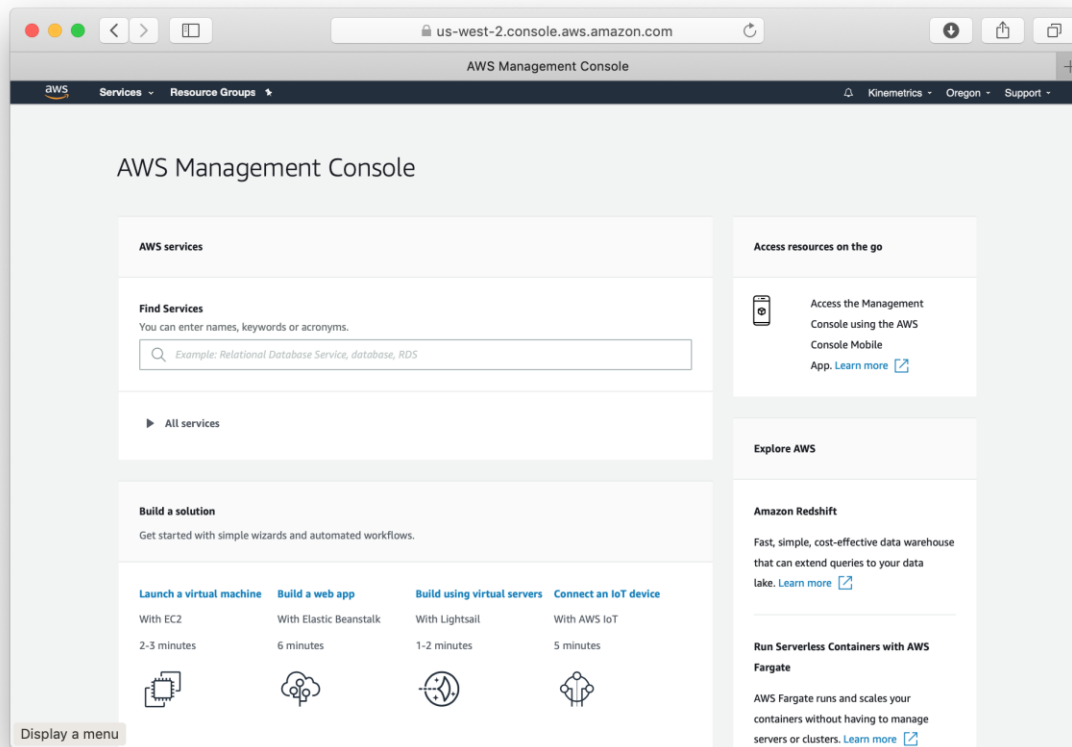 us-west-2.console.aws.amazon.com
AWS Management Console
aws Services Resource Groups Kinemetrics Oregon Support
AWS Management Console
AWS services
Find Services
You can enter names, keywords or acronyms.
Example: Relational Database Service, database, RDS
All services
Build a solution
Get started with simple wizards and automated workflows.
Launch a virtual machine
With EC2
2-3 minutes
Build a web app
With Elastic Beanstalk
6 minutes
Build using virtual servers
With Lightsail
1-2 minutes
Connect an IoT device
With AWS IoT
5 minutes
Access resources on the go
Access the Management
Console using the AWS
Console Mobile
App. Learn more
Explore AWS
Amazon Redshift
Fast, simple, cost-effective data warehouse
that can extend queries to your data
lake. Learn more
Run Serverless Containers with AWS
Fargate
AWS Fargate runs and scales your
containers without having to manage
servers or clusters. Learn more
Display a menu